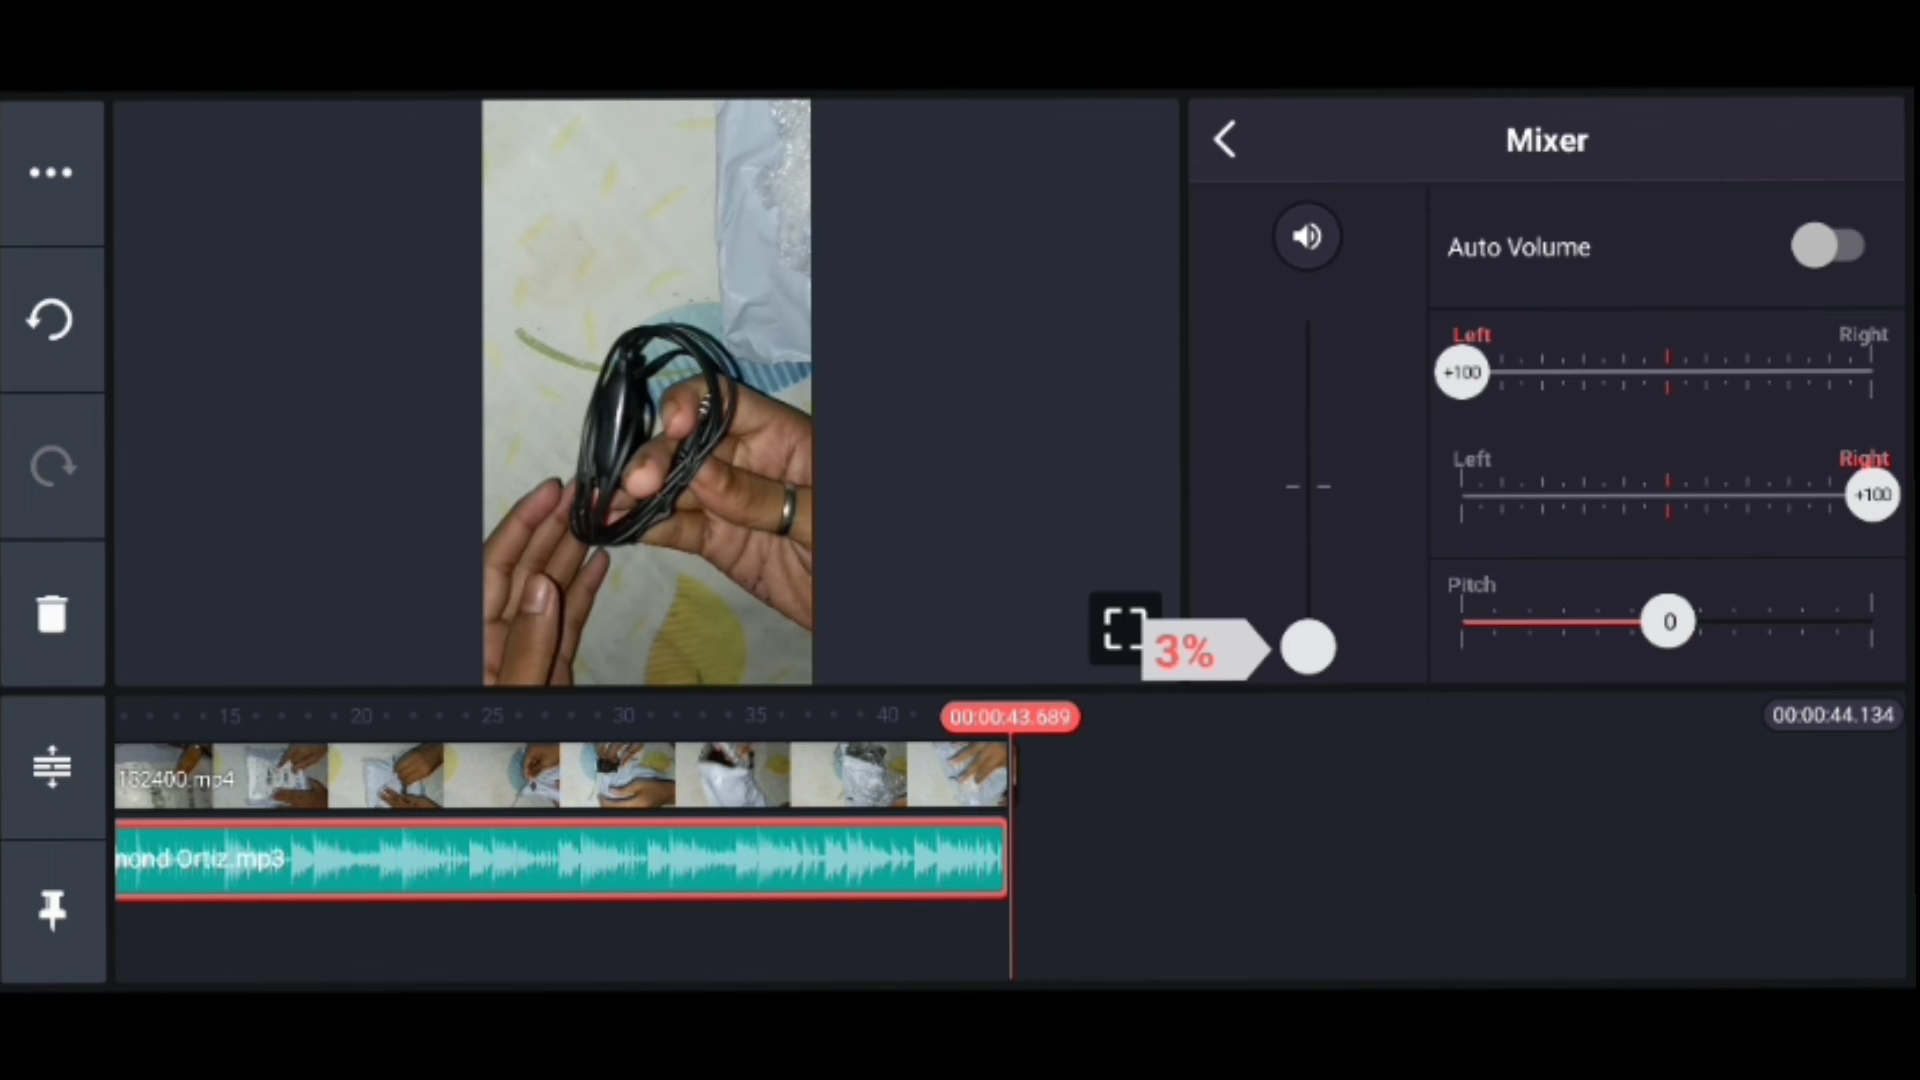 Mixer
Auto Volume
Left
Right
+100
Left
Right
+100
Pitch
0
3%
15
20
25
30
35
40
00:00:43.689
00:00:44.134
132400.mp4
nond Ortiz.mp3